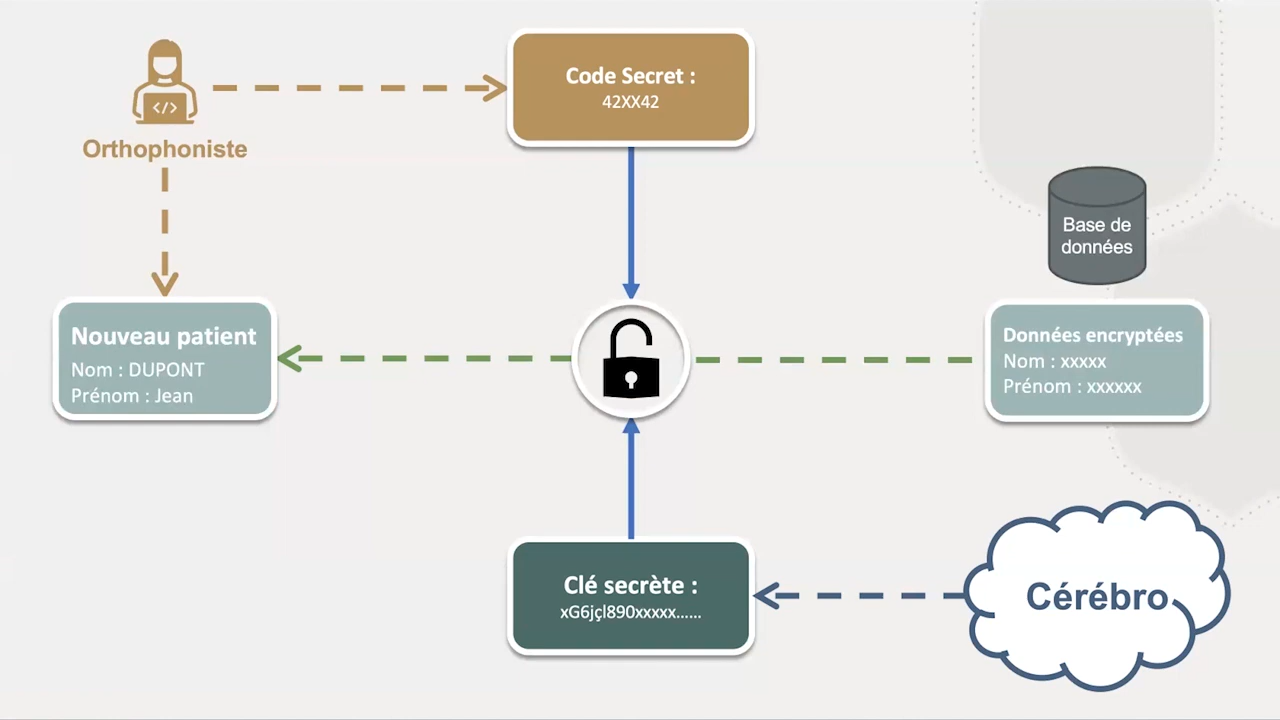 Code Secret :
42XX42
Orthophoniste
Base de
données
Nouveau patient
Nom : DUPONT
Prénom : Jean
Données encryptées
Nom : xxxxx
Prénom : xxxxxx
Clé secrète :
xG6jçl890xxxxx......
Cérébro